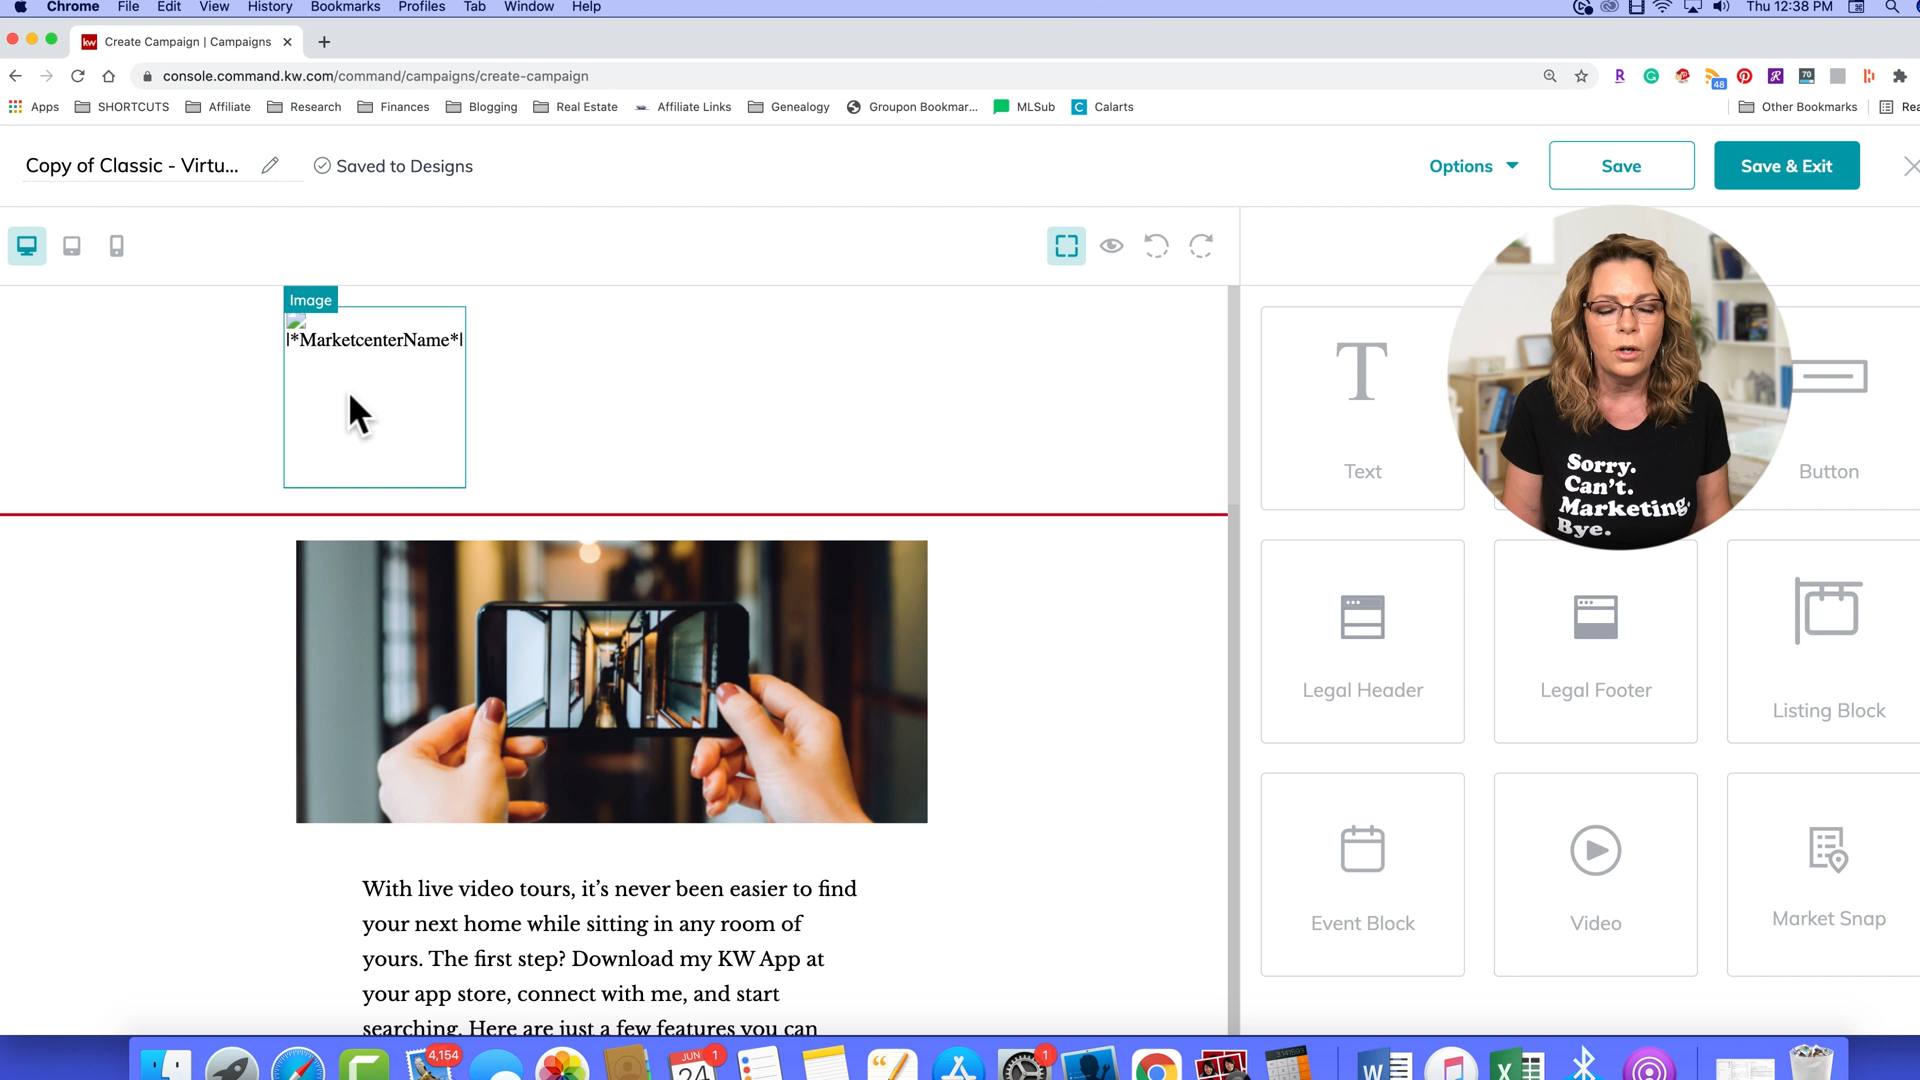 Chrome File Edit View History Bookmarks Profiles Tab Window Help Thu 12:38 PM
kw Create Campaign | Campaigns
console.command.kw.com/command/campaigns/create-campaign
48 70
Apps SHORTCUTS Affiliate Research Finances Blogging Real Estate Affiliate Links Genealogy Groupon Bookmar... MLSub Calarts Other Bookmarks Rea
Copy of Classic - Virtu... Saved to Designs Options Save Save & Exit
Image
|*MarketcenterName*|
T
Text
Button
Sorry.
Can't.
Marketing.
Bye.
Legal Header
Legal Footer
Listing Block
Event Block
Video
Market Snap
With live video tours, it's never been easier to find
your next home while sitting in any room of
yours. The first step? Download my KW App at
your app store, connect with me, and start
searching. Here are just a few features you can
4,154
JUN
24
1
1